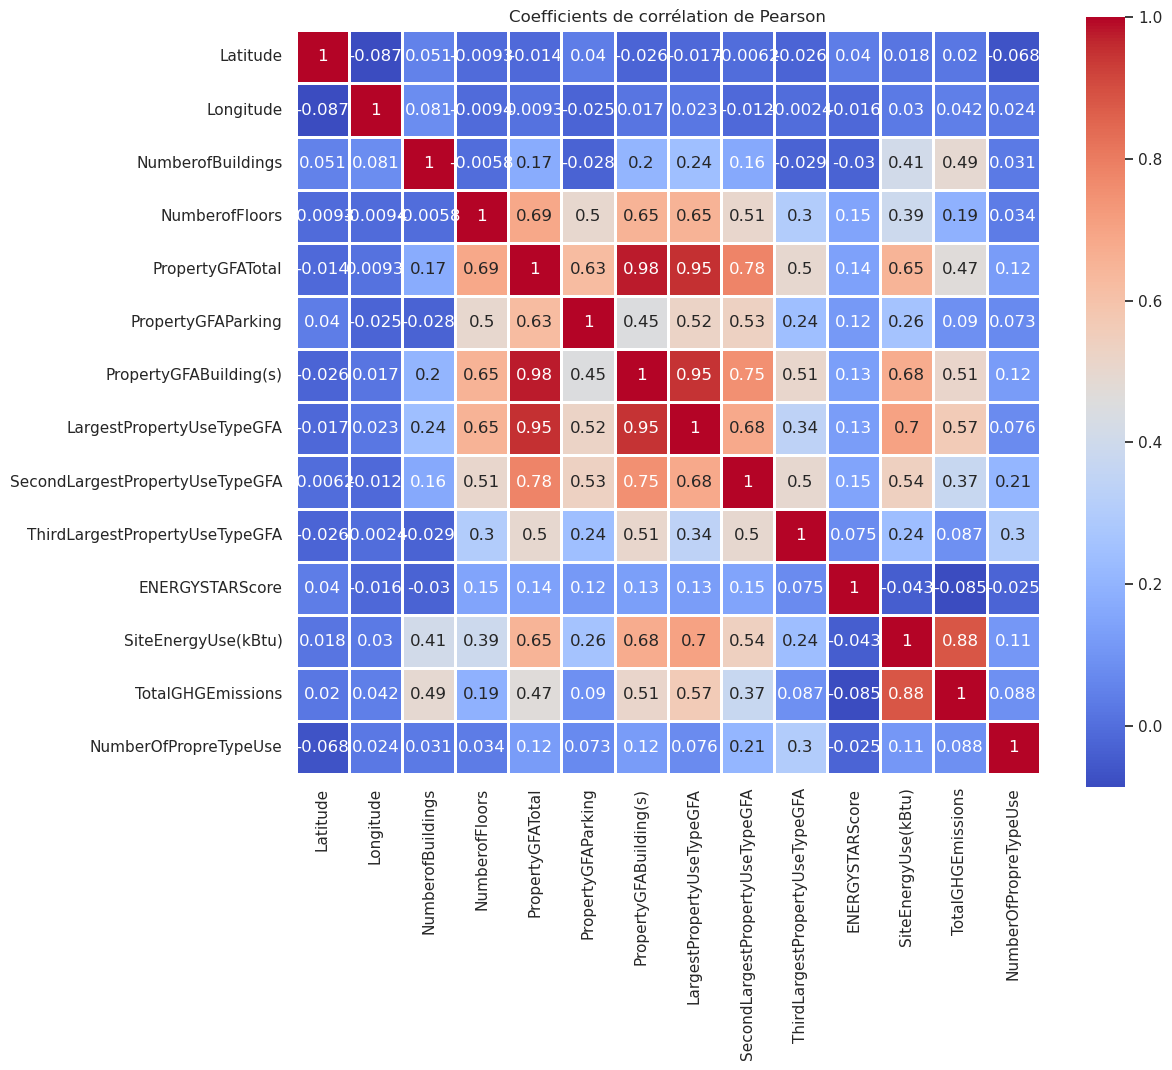 Coefficients de corrélation de Pearson
Latitude 1 -0.087 0.051 -0.0093 -0.014 0.04 -0.026 -0.017 -0.0062 -0.026 0.04 0.018 0.02 -0.068
Longitude -0.087 1 0.081 -0.0094 0.0093 -0.025 0.017 0.023 -0.012 -0.0024 -0.016 0.03 0.042 0.024
NumberofBuildings 0.051 0.081 1 -0.0058 0.17 -0.028 0.2 0.24 0.16 -0.029 -0.03 0.41 0.49 0.031
NumberofFloors -0.0093 -0.0094 -0.0058 1 0.69 0.5 0.65 0.65 0.51 0.3 0.15 0.39 0.19 0.034
PropertyGFATotal -0.014 0.0093 0.17 0.69 1 0.63 0.98 0.95 0.78 0.5 0.14 0.65 0.47 0.12
PropertyGFAParking 0.04 -0.025 -0.028 0.5 0.63 1 0.45 0.52 0.53 0.24 0.12 0.26 0.09 0.073
PropertyGFABuilding(s) -0.026 0.017 0.2 0.65 0.98 0.45 1 0.95 0.75 0.51 0.13 0.68 0.51 0.12
LargestPropertyUseTypeGFA -0.017 0.023 0.24 0.65 0.95 0.52 0.95 1 0.68 0.34 0.13 0.7 0.57 0.076
SecondLargestPropertyUseTypeGFA -0.0062 -0.012 0.16 0.51 0.78 0.53 0.75 0.68 1 0.5 0.15 0.54 0.37 0.21
ThirdLargestPropertyUseTypeGFA -0.026 -0.0024 -0.029 0.3 0.5 0.24 0.51 0.34 0.5 1 0.075 0.24 0.087 0.3
ENERGYSTARScore 0.04 -0.016 -0.03 0.15 0.14 0.12 0.13 0.13 0.15 0.075 1 -0.043 -0.085 -0.025
SiteEnergyUse(kBtu) 0.018 0.03 0.41 0.39 0.65 0.26 0.68 0.7 0.54 0.24 -0.043 1 0.88 0.11
TotalGHGEmissions 0.02 0.042 0.49 0.19 0.47 0.09 0.51 0.57 0.37 0.087 -0.085 0.88 1 0.088
NumberOfPropreTypeUse -0.068 0.024 0.031 0.034 0.12 0.073 0.12 0.076 0.21 0.3 -0.025 0.11 0.088 1
Latitude
Longitude
NumberofBuildings
NumberofFloors
PropertyGFATotal
PropertyGFAParking
PropertyGFABuilding(s)
LargestPropertyUseTypeGFA
SecondLargestPropertyUseTypeGFA
ThirdLargestPropertyUseTypeGFA
ENERGYSTARScore
SiteEnergyUse(kBtu)
TotalGHGEmissions
NumberOfPropreTypeUse
1.0
0.8
0.6
0.4
0.2
0.0